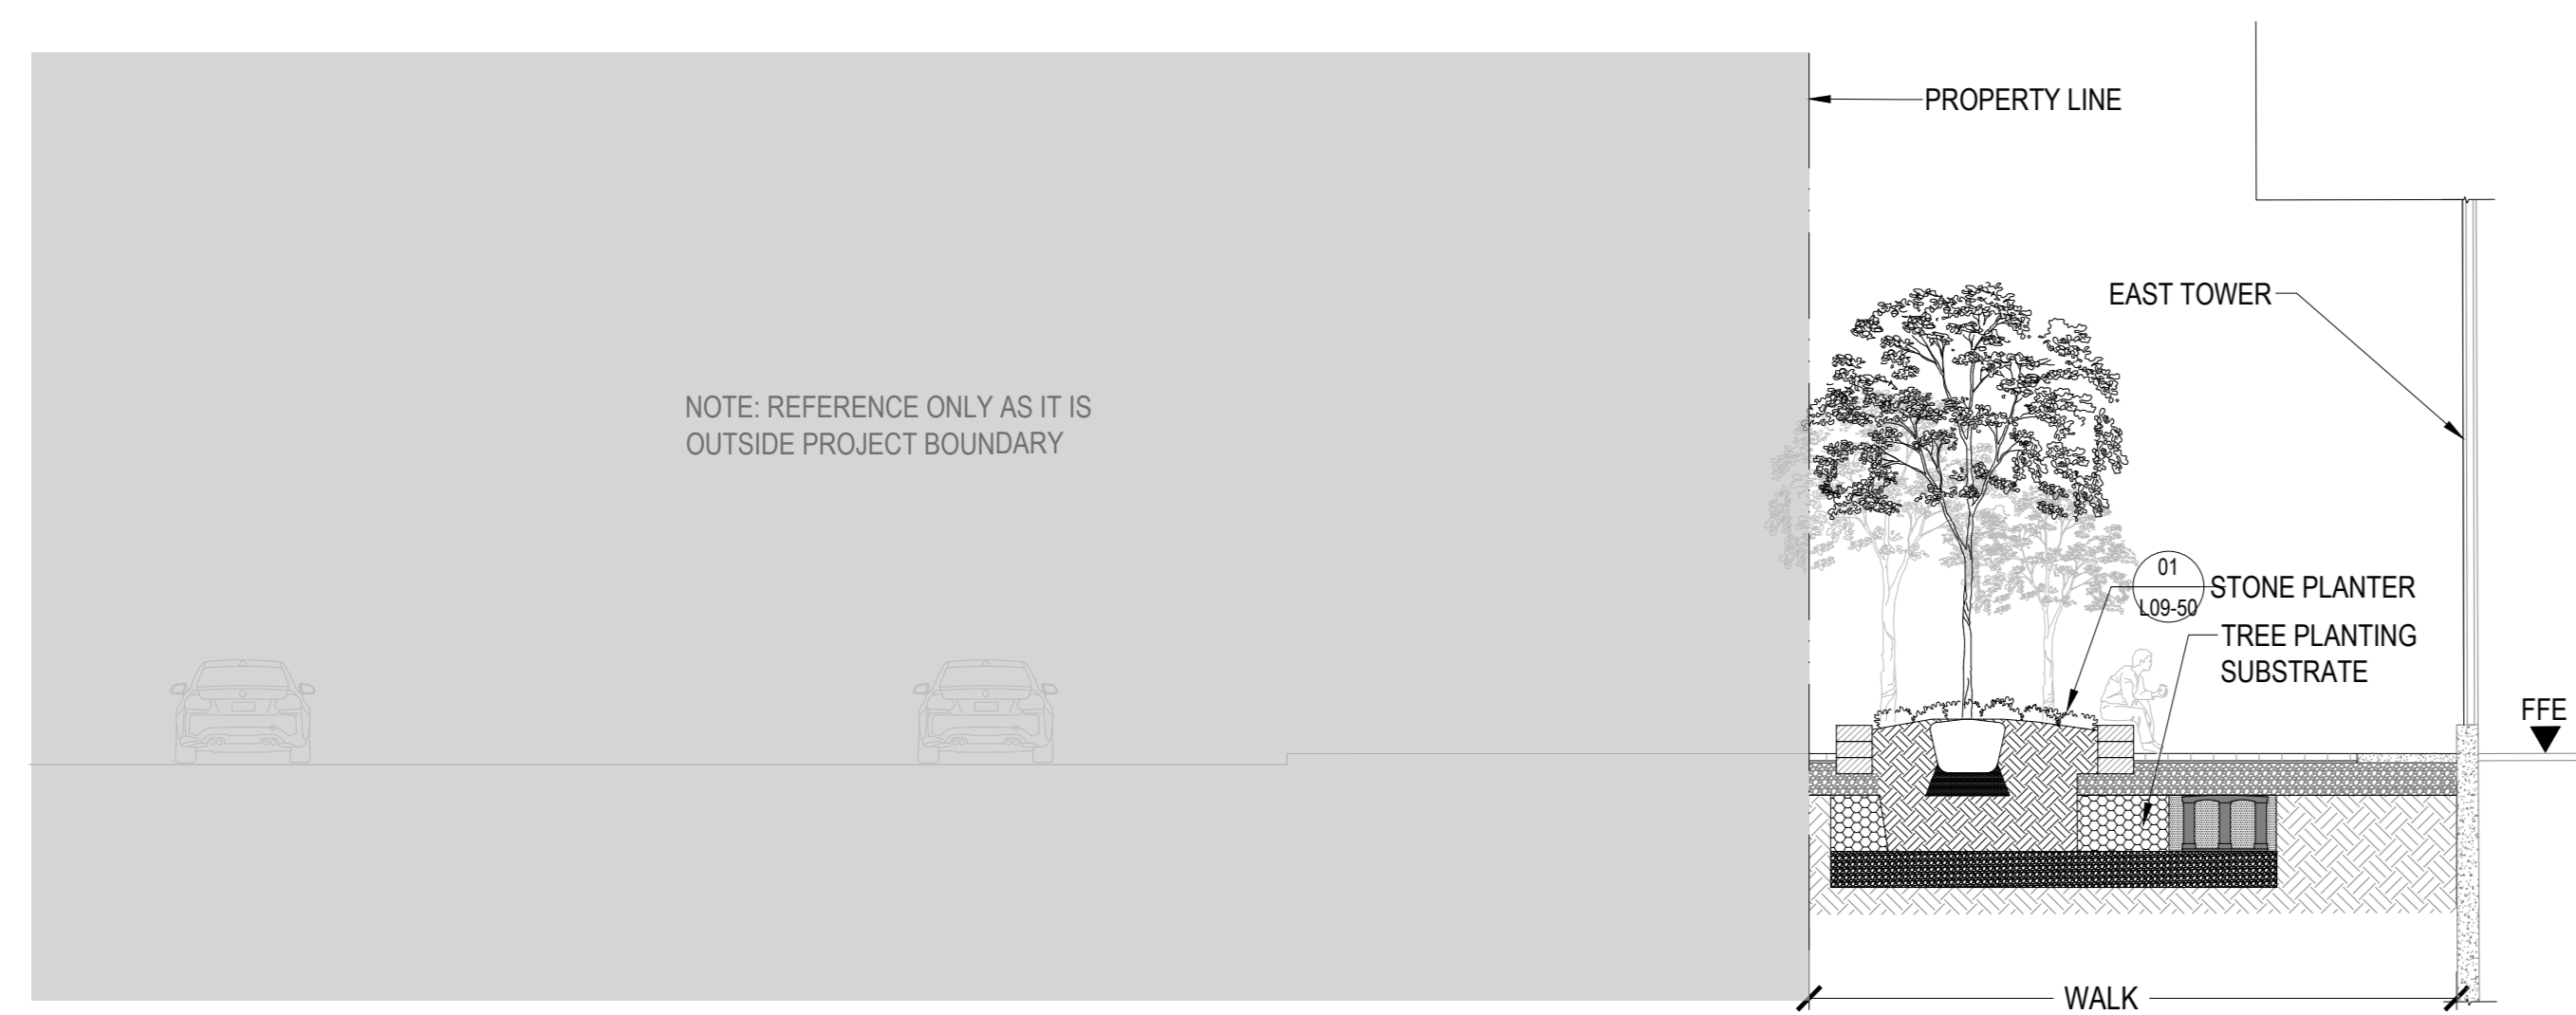 PROPERTY LINE
EAST TOWER
NOTE: REFERENCE ONLY AS IT IS
OUTSIDE PROJECT BOUNDARY
01
L09-50
STONE PLANTER
TREE PLANTING
SUBSTRATE
FFE
WALK